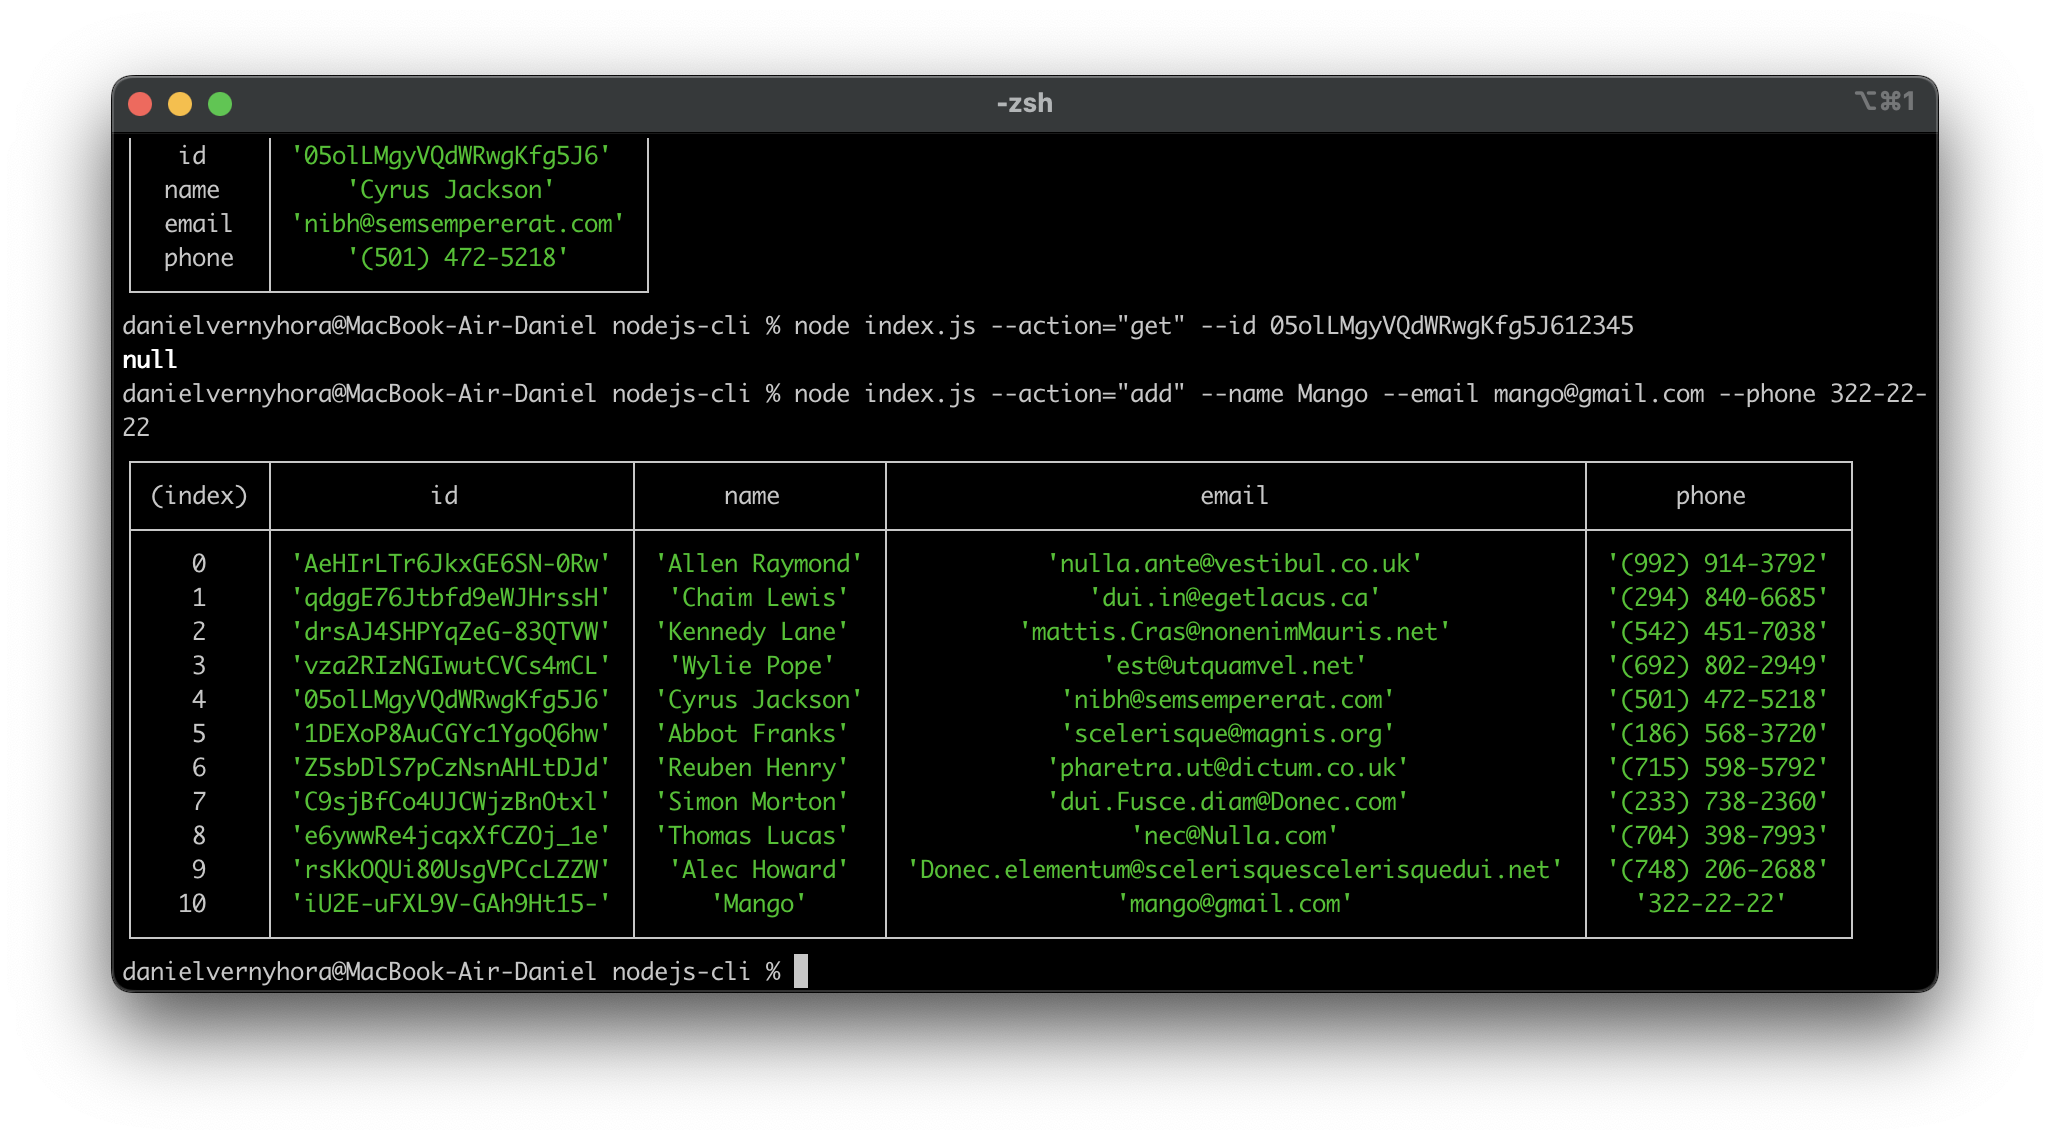 -zsh
⌥⌘1
id '05olLMgyVQdWRwgKfg5J6'
name 'Cyrus Jackson'
email 'nibh@semsempererat.com'
phone '(501) 472-5218'
danielvernyhora@MacBook-Air-Daniel nodejs-cli % node index.js --action="get" --id 05olLMgyVQdWRwgKfg5J612345
null
danielvernyhora@MacBook-Air-Daniel nodejs-cli % node index.js --action="add" --name Mango --email mango@gmail.com --phone 322-22-
22
(index) id name email phone
0 'AeHIrLTr6JkxGE6SN-0Rw' 'Allen Raymond' 'nulla.ante@vestibul.co.uk' '(992) 914-3792'
1 'qdggE76Jtbfd9eWJHrssH' 'Chaim Lewis' 'dui.in@egetlacus.ca' '(294) 840-6685'
2 'drsAJ4SHPYqZeG-83QTVW' 'Kennedy Lane' 'mattis.Cras@nonenimMauris.net' '(542) 451-7038'
3 'vza2RIzNGIwutCVCs4mCL' 'Wylie Pope' 'est@utquamvel.net' '(692) 802-2949'
4 '05olLMgyVQdWRwgKfg5J6' 'Cyrus Jackson' 'nibh@semsempererat.com' '(501) 472-5218'
5 '1DEXoP8AuCGYc1YgoQ6hw' 'Abbot Franks' 'scelerisque@magnis.org' '(186) 568-3720'
6 'Z5sbDlS7pCzNsnAHLtDJd' 'Reuben Henry' 'pharetra.ut@dictum.co.uk' '(715) 598-5792'
7 'C9sjBfCo4UJCWjzBnOtxl' 'Simon Morton' 'dui.Fusce.diam@Donec.com' '(233) 738-2360'
8 'e6ywwRe4jcqxXfCZOj_1e' 'Thomas Lucas' 'nec@Nulla.com' '(704) 398-7993'
9 'rsKkOQUi80UsgVPCcLZZW' 'Alec Howard' 'Donec.elementum@scelerisquescelerisquedui.net' '(748) 206-2688'
10 'iU2E-uFXL9V-GAh9Ht15-' 'Mango' 'mango@gmail.com' '322-22-22'
danielvernyhora@MacBook-Air-Daniel nodejs-cli %